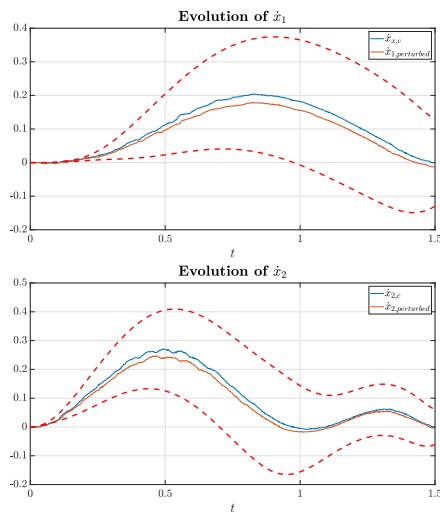 Evolution of ẋ₁
0.4
0.3
0.2
0.1
0
-0.1
-0.2
ẋₓ,c
ẋ₁,perturbed
0
0.5
1
1.5
t
Evolution of ẋ₂
0.5
0.4
0.3
0.2
0.1
0
-0.1
-0.2
ẋ₂,c
ẋ₂,perturbed
0
0.5
1
1.5
t